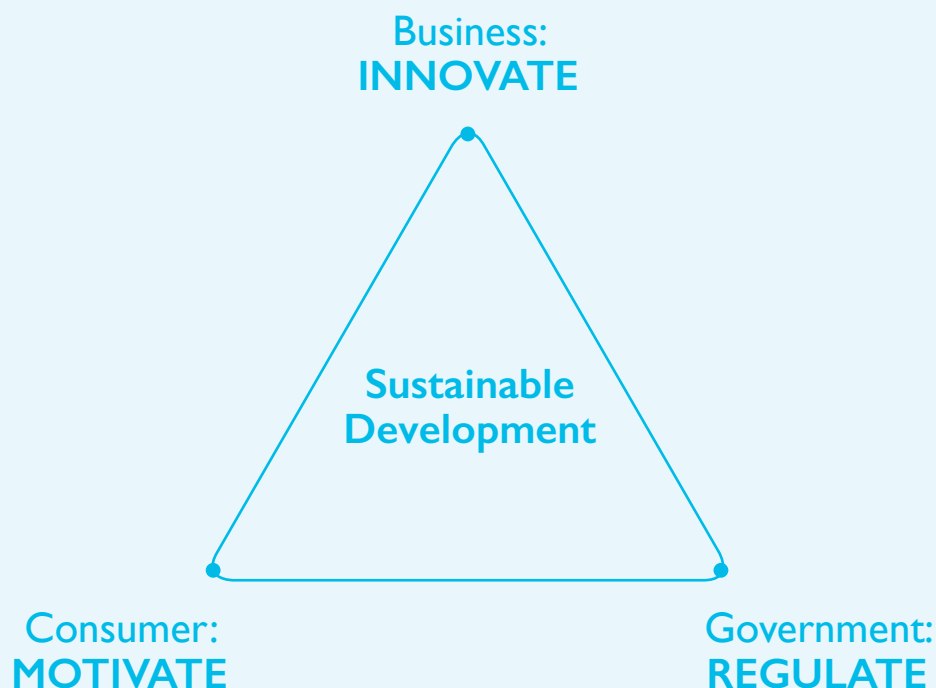 Business:
INNOVATE
Sustainable
Development
Consumer:
MOTIVATE
Government:
REGULATE